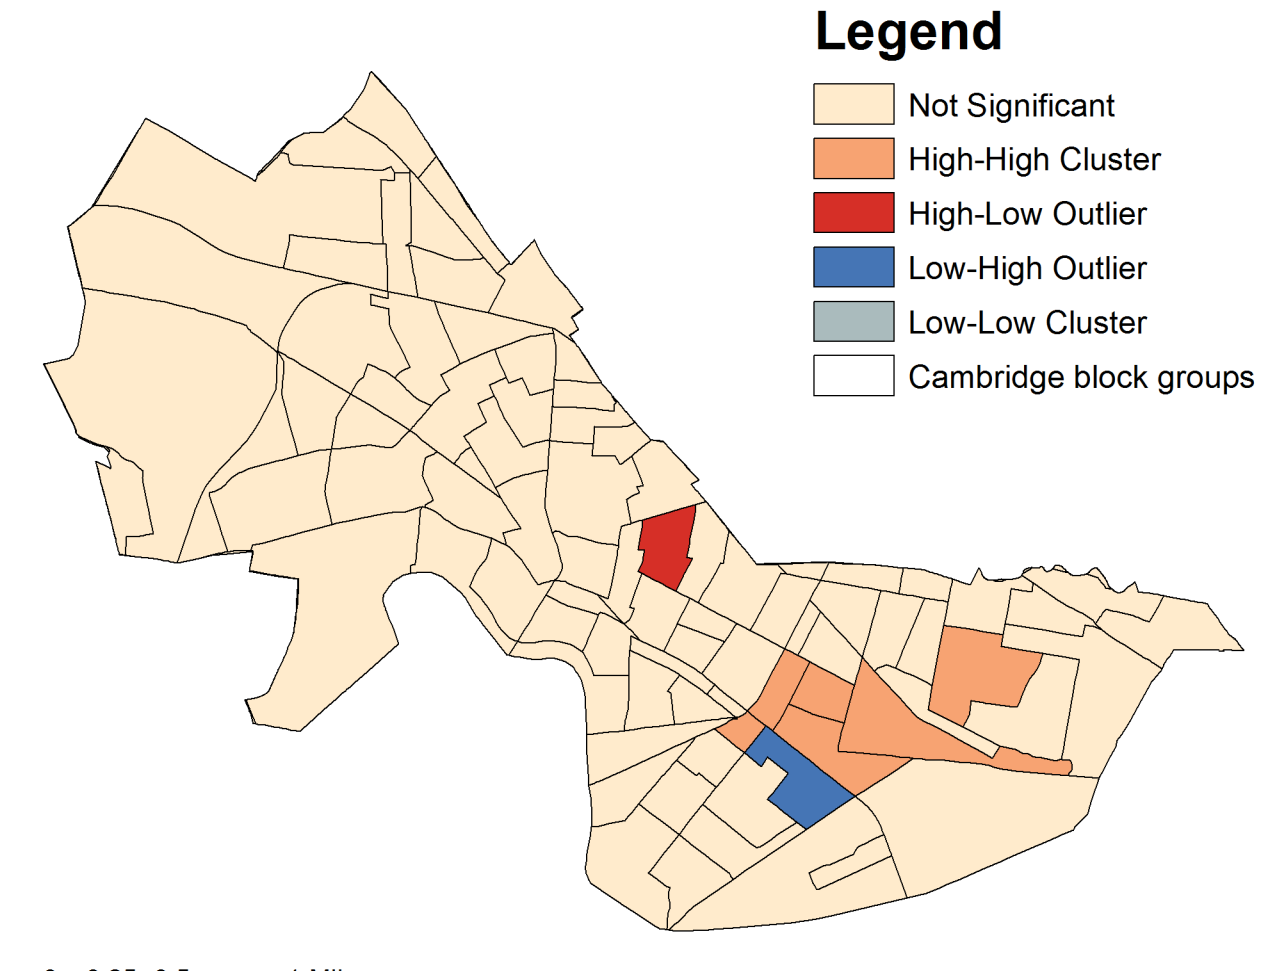 Legend
Not Significant
High-High Cluster
High-Low Outlier
Low-High Outlier
Low-Low Cluster
Cambridge block groups